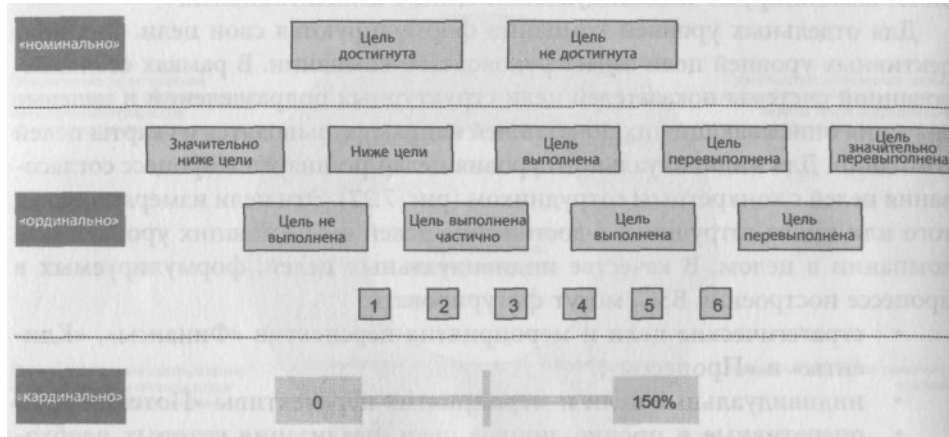 «номинально»
Цель
достигнута
Цель
не достигнута
Значительно
ниже цели
Ниже цели
Цель
выполнена
Цель
перевыполнена
Цель
значительно
перевыполнена
«ординально»
Цель не
выполнена
Цель выполнена
частично
Цель
выполнена
Цель
перевыполнена
1 2 3 4 5 6
«кардинально»
0 150%